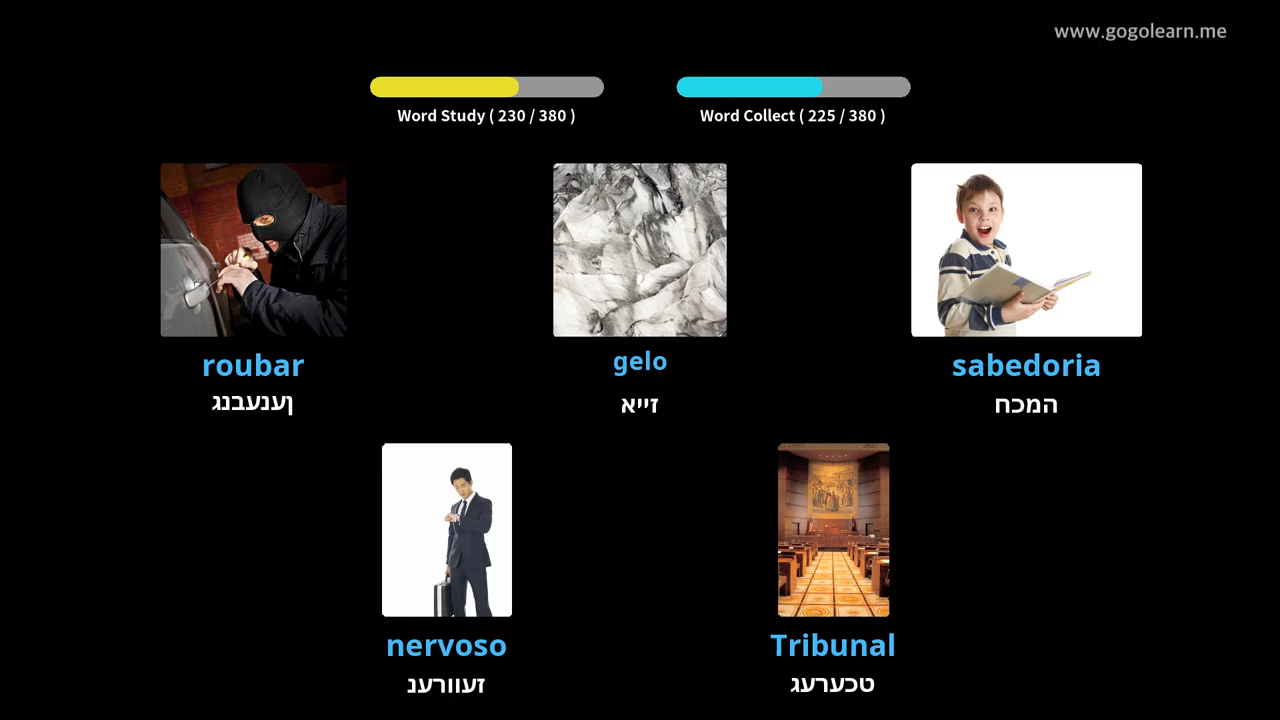 www.gogolearn.me
Word Study ( 230 / 380 )
Word Collect ( 225 / 380 )
roubar
ןענעבנג
gelo
זייא
sabedoria
המכח
nervoso
זעוורענ
Tribunal
טכערעג